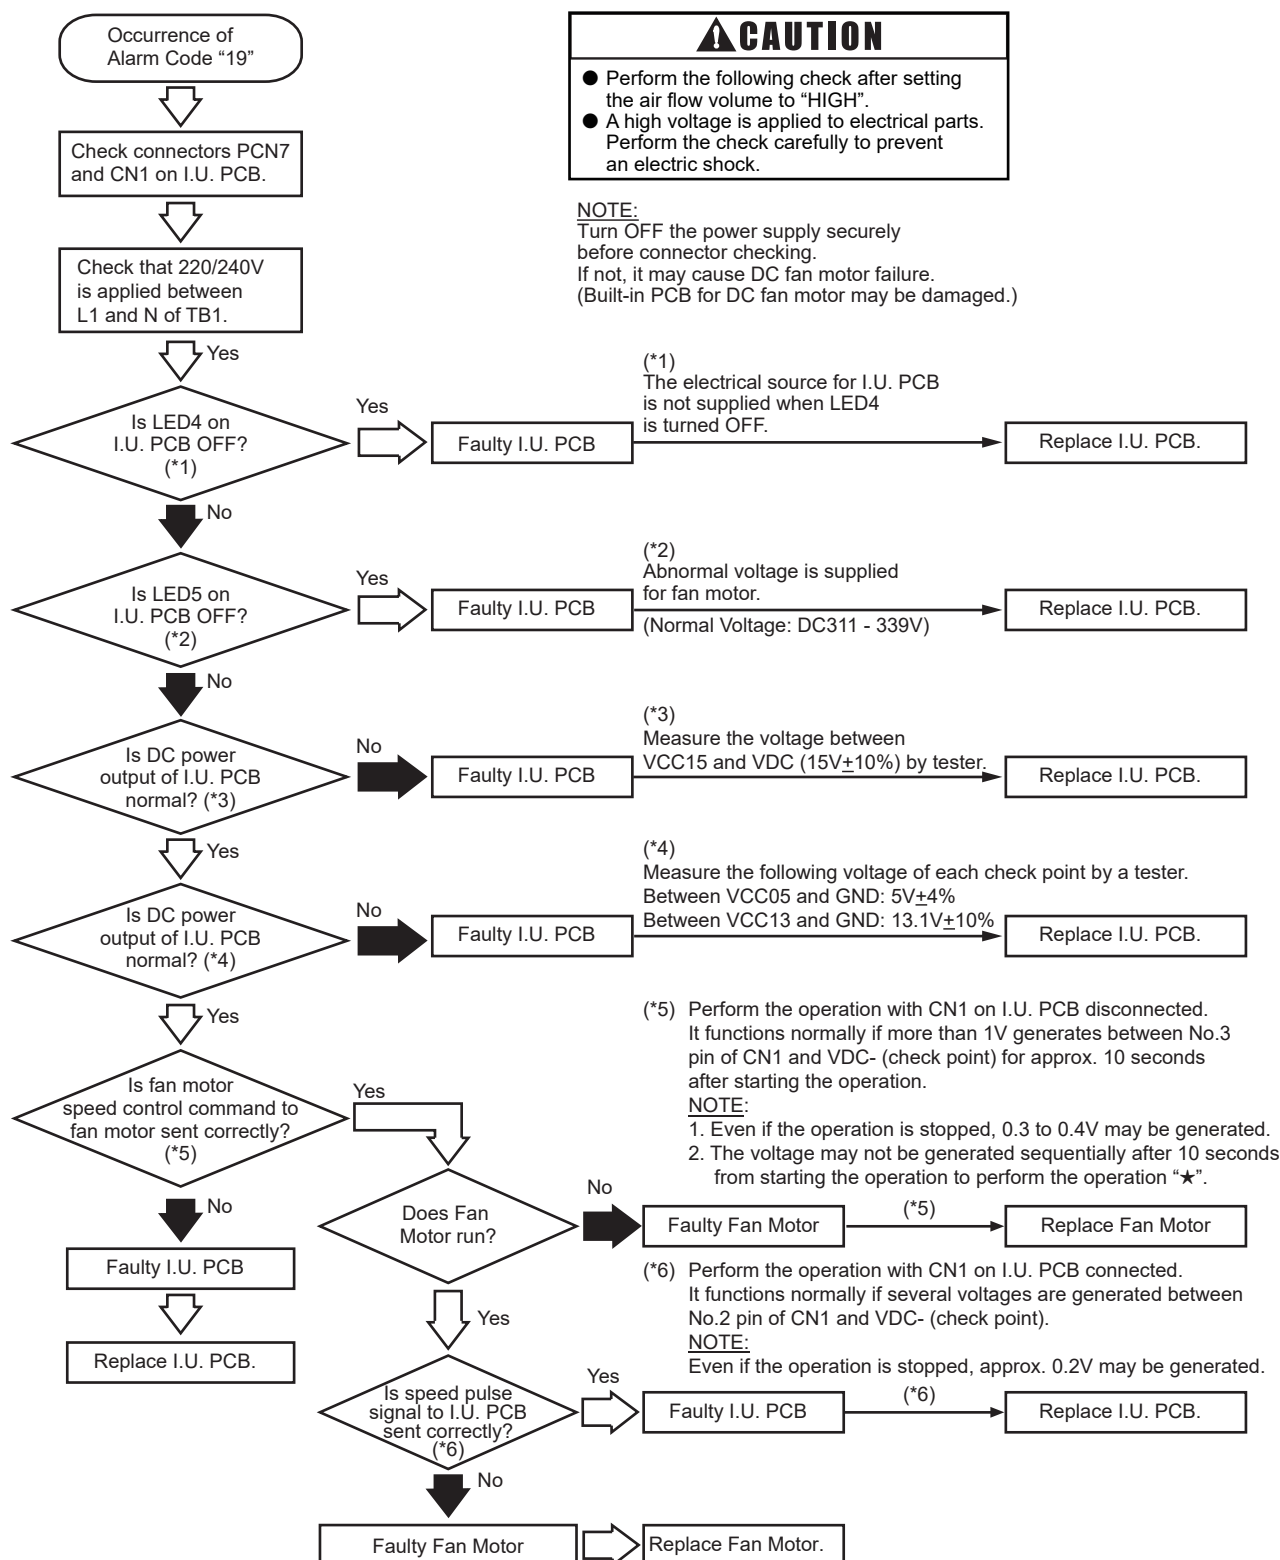 Occurrence of
Alarm Code “19”
CAUTION
● Perform the following check after setting
the air flow volume to “HIGH”.
● A high voltage is applied to electrical parts.
Perform the check carefully to prevent
an electric shock.
Check connectors PCN7
and CN1 on I.U. PCB.
NOTE:
Turn OFF the power supply securely
before connector checking.
If not, it may cause DC fan motor failure.
(Built-in PCB for DC fan motor may be damaged.)
Check that 220/240V
is applied between
L1 and N of TB1.
Yes
Is LED4 on
I.U. PCB OFF?
(*1)
Yes
Faulty I.U. PCB
(*1)
The electrical source for I.U. PCB
is not supplied when LED4
is turned OFF.
Replace I.U. PCB.
No
Is LED5 on
I.U. PCB OFF?
(*2)
Yes
Faulty I.U. PCB
(*2)
Abnormal voltage is supplied
for fan motor.
(Normal Voltage: DC311 - 339V)
Replace I.U. PCB.
No
Is DC power
output of I.U. PCB
normal? (*3)
No
Faulty I.U. PCB
(*3)
Measure the voltage between
VCC15 and VDC (15V±10%) by tester.
Replace I.U. PCB.
Yes
Is DC power
output of I.U. PCB
normal? (*4)
No
Faulty I.U. PCB
(*4)
Measure the following voltage of each check point by a tester.
Between VCC05 and GND: 5V±4%
Between VCC13 and GND: 13.1V±10%
Replace I.U. PCB.
Yes
Is fan motor
speed control command to
fan motor sent correctly?
(*5)
Yes
(*5) Perform the operation with CN1 on I.U. PCB disconnected.
It functions normally if more than 1V generates between No.3
pin of CN1 and VDC- (check point) for approx. 10 seconds
after starting the operation.
NOTE:
1. Even if the operation is stopped, 0.3 to 0.4V may be generated.
2. The voltage may not be generated sequentially after 10 seconds
from starting the operation to perform the operation “★”.
No
Faulty I.U. PCB
Replace I.U. PCB.
Does Fan
Motor run?
No
Faulty Fan Motor
(*5)
Replace Fan Motor
(*6) Perform the operation with CN1 on I.U. PCB connected.
It functions normally if several voltages are generated between
No.2 pin of CN1 and VDC- (check point).
NOTE:
Even if the operation is stopped, approx. 0.2V may be generated.
Yes
Is speed pulse
signal to I.U. PCB
sent correctly?
(*6)
Yes
Faulty I.U. PCB
(*6)
Replace I.U. PCB.
No
Faulty Fan Motor
Replace Fan Motor.